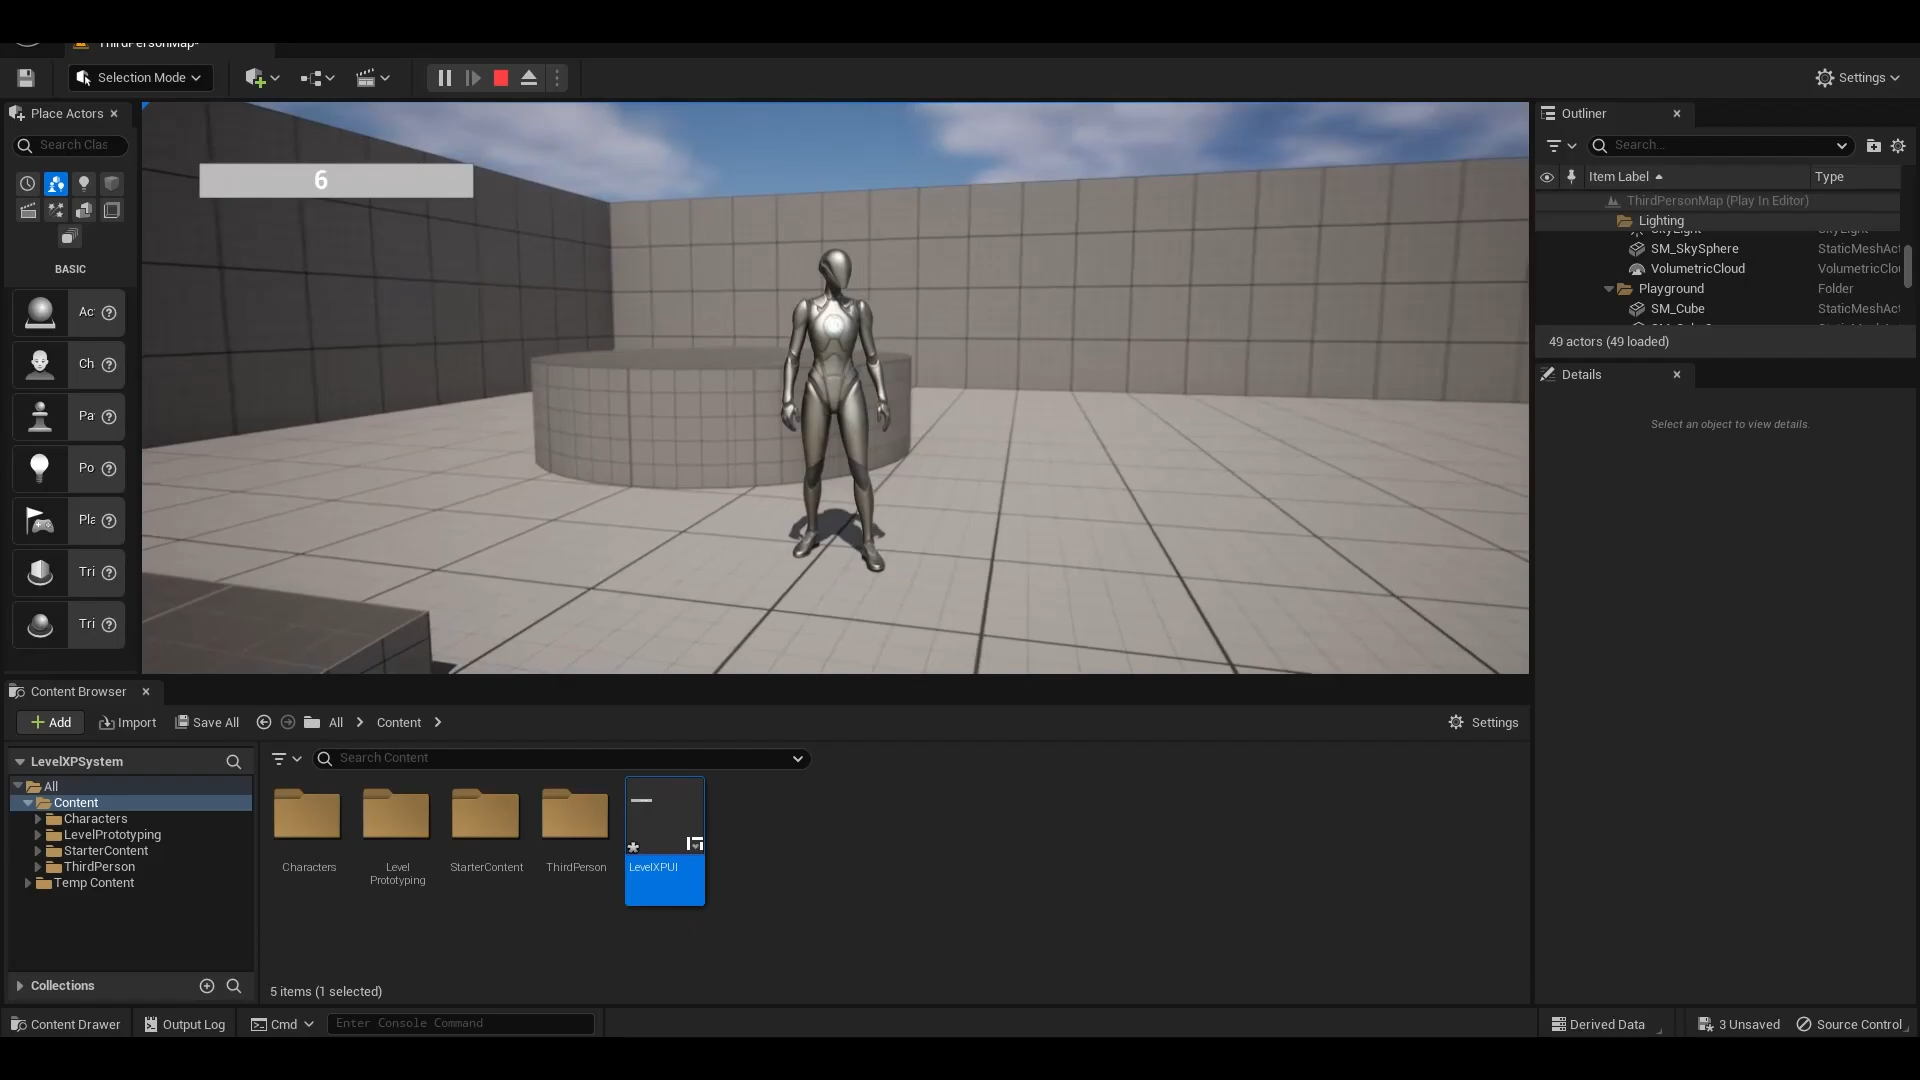 ThirdPersonMap*
Selection Mode
Settings
Place Actors
Search Clas
BASIC
Ac
Ch
Pa
Po
Pla
Tri
Tri
6
Outliner
Search...
Item Label
Type
ThirdPersonMap (Play In Editor)
Lighting
SkyLight
SM_SkySphere
StaticMeshAct
VolumetricCloud
VolumetricClou
Playground
Folder
SM_Cube
StaticMeshAct
49 actors (49 loaded)
Details
Select an object to view details.
Content Browser
Add
Import
Save All
All
Content
Settings
LevelXPSystem
Search Content
All
Content
Characters
LevelPrototyping
StarterContent
ThirdPerson
Temp Content
Characters
Level
Prototyping
StarterContent
ThirdPerson
LevelXPUI
Collections
5 items (1 selected)
Content Drawer
Output Log
Cmd
Enter Console Command
Derived Data
3 Unsaved
Source Control